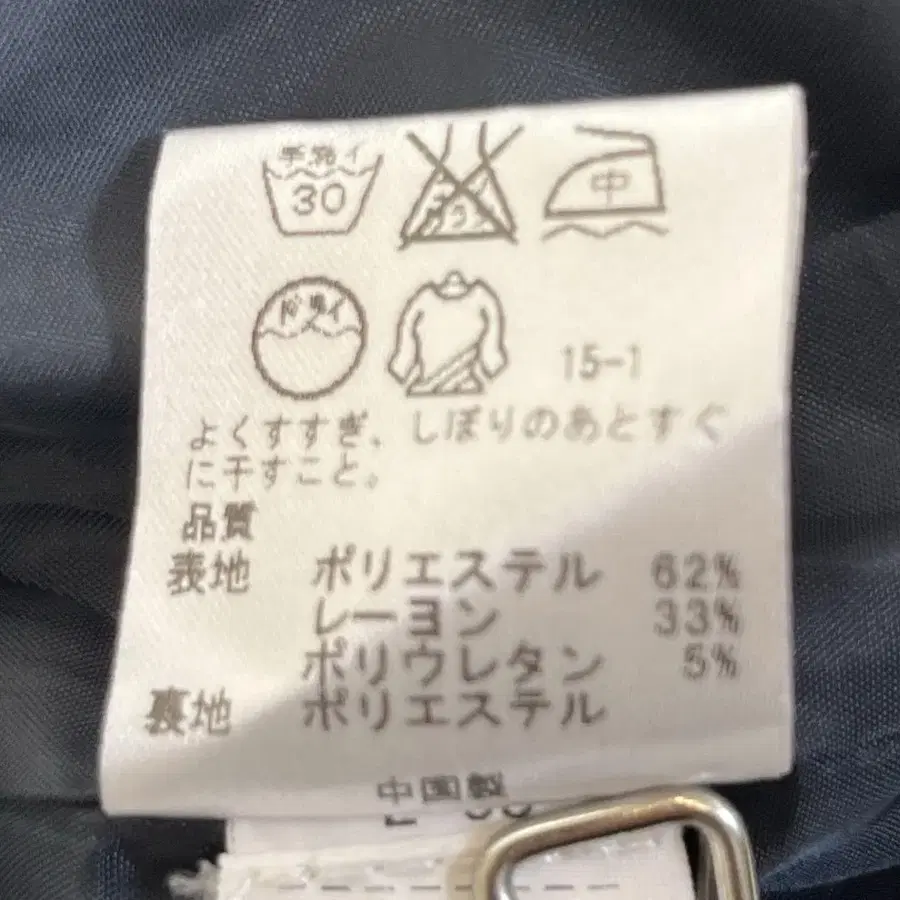 手洗イ
30
中
ドライ
15-1
よくすすぎ、しぼりのあとすぐ
に干すこと。
品質
表地 ポリエステル 62%
レーヨン 33%
ポリウレタン 5%
裏地 ポリエステル
中国製